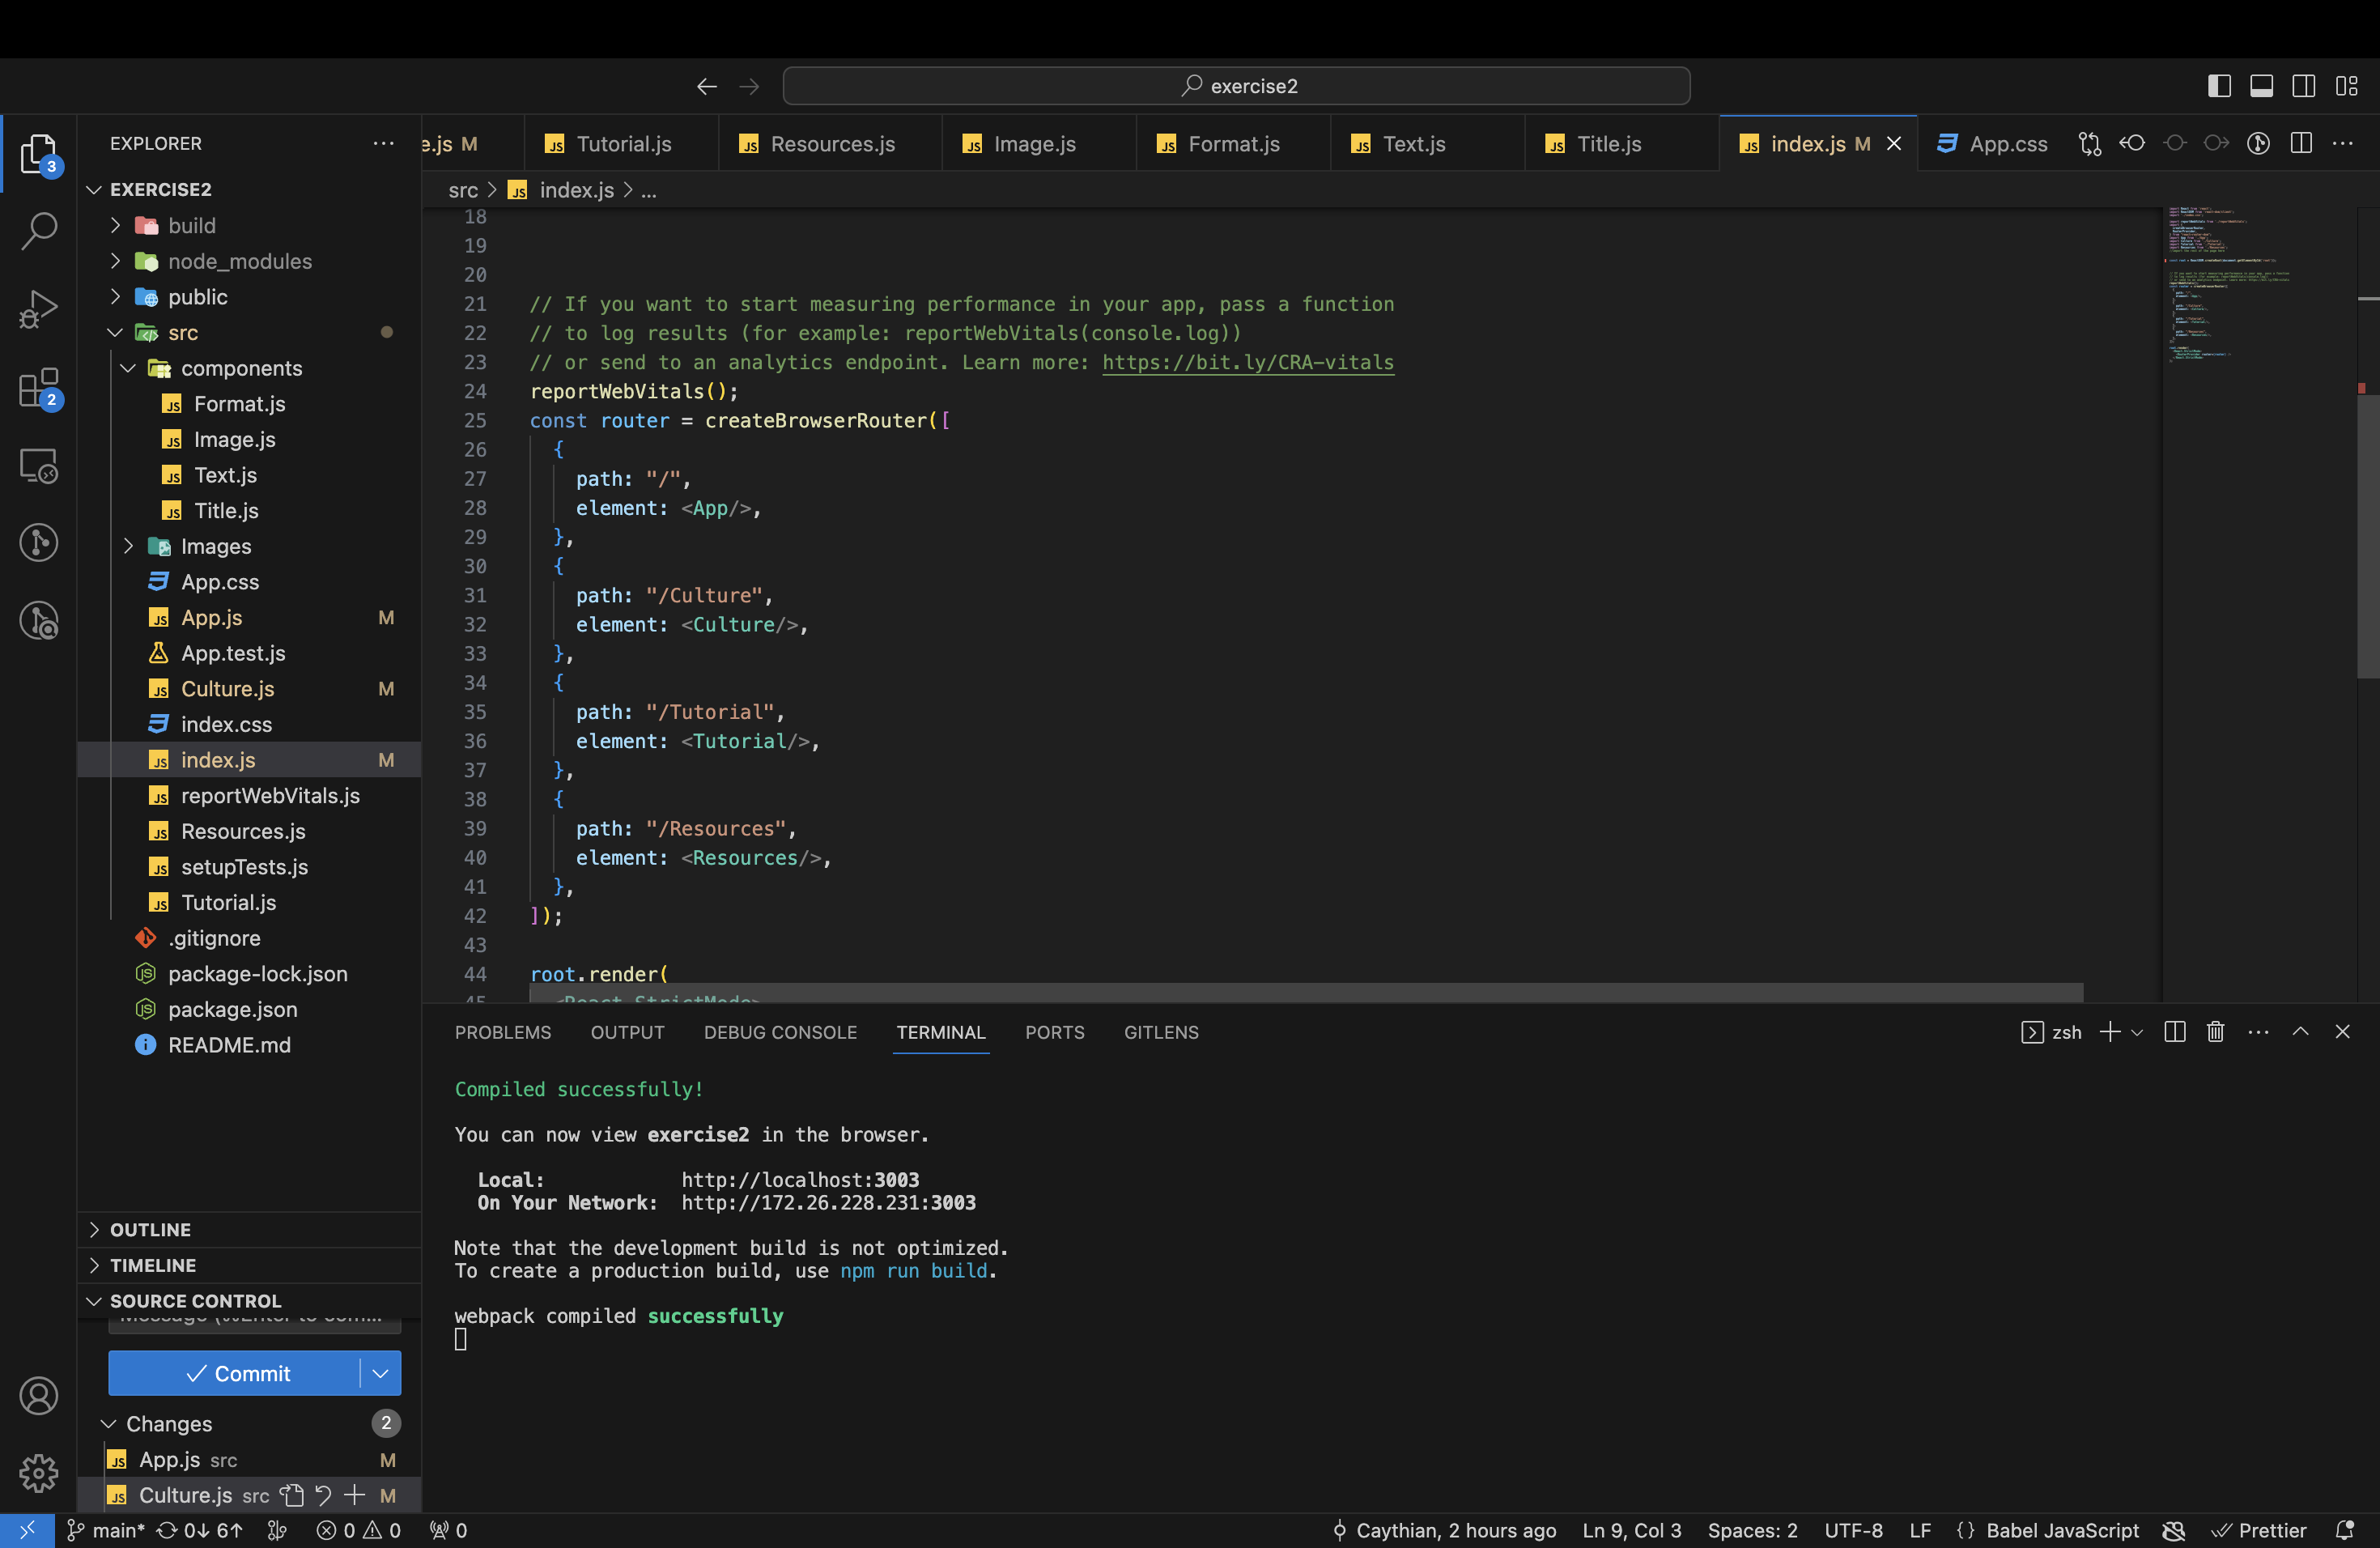 exercise2
EXPLORER
e.js M
Tutorial.js
Resources.js
Image.js
Format.js
Text.js
Title.js
index.js M
App.css
EXERCISE2
build
node_modules
public
src
components
Format.js
Image.js
Text.js
Title.js
Images
App.css
App.js M
App.test.js
Culture.js M
index.css
index.js M
reportWebVitals.js
Resources.js
setupTests.js
Tutorial.js
.gitignore
package-lock.json
package.json
README.md
OUTLINE
TIMELINE
SOURCE CONTROL
Commit
Changes 2
App.js src M
Culture.js src M
3
2
src > index.js > ...
18
19
20
21 // If you want to start measuring performance in your app, pass a function
22 // to log results (for example: reportWebVitals(console.log))
23 // or send to an analytics endpoint. Learn more: https://bit.ly/CRA-vitals
24 reportWebVitals();
25 const router = createBrowserRouter([
26 {
27 path: "/",
28 element: <App/>,
29 },
30 {
31 path: "/Culture",
32 element: <Culture/>,
33 },
34 {
35 path: "/Tutorial",
36 element: <Tutorial/>,
37 },
38 {
39 path: "/Resources",
40 element: <Resources/>,
41 },
42 ]);
43
44 root.render(
45 <React.StrictMode>
PROBLEMS OUTPUT DEBUG CONSOLE TERMINAL PORTS GITLENS
zsh
Compiled successfully!
You can now view exercise2 in the browser.
Local: http://localhost:3003
On Your Network: http://172.26.228.231:3003
Note that the development build is not optimized.
To create a production build, use npm run build.
webpack compiled successfully
main* 0↓ 6↑ 0 0 0
Caythian, 2 hours ago Ln 9, Col 3 Spaces: 2 UTF-8 LF {} Babel JavaScript Prettier